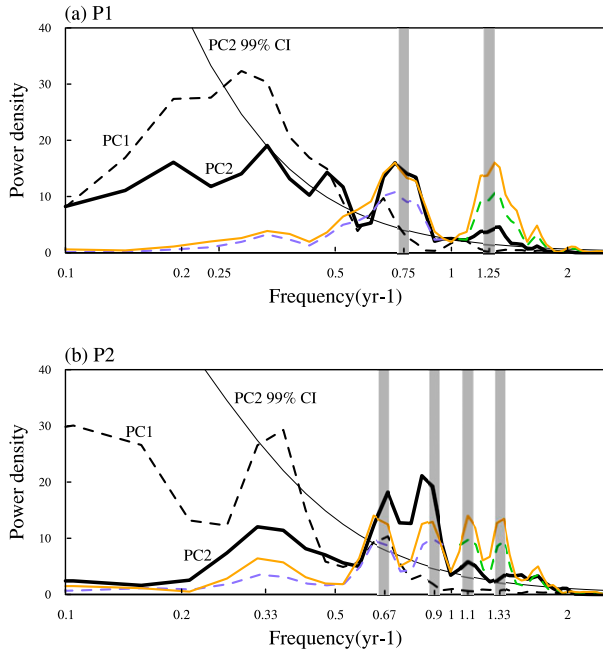 (a) P1
40
PC2 99% CI
30
PC1
20
PC2
10
0
Power density
0.1
0.2
0.25
0.5
0.75
1
1.25
2
Frequency(yr-1)
(b) P2
40
PC2 99% CI
30
PC1
20
10
PC2
0
Power density
0.1
0.2
0.33
0.5
0.67
0.9
1
1.1
1.33
2
Frequency(yr-1)